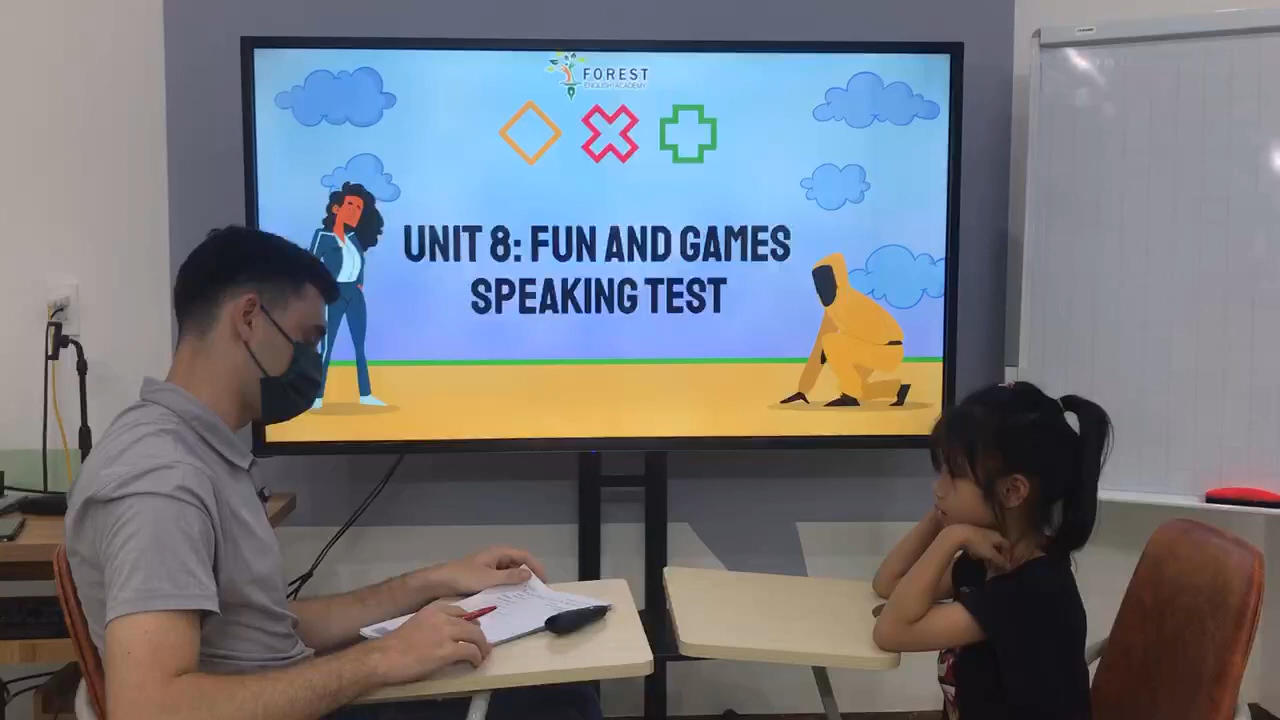 FOREST
ENGLISH ACADEMY
UNIT 8: FUN AND GAMES
SPEAKING TEST